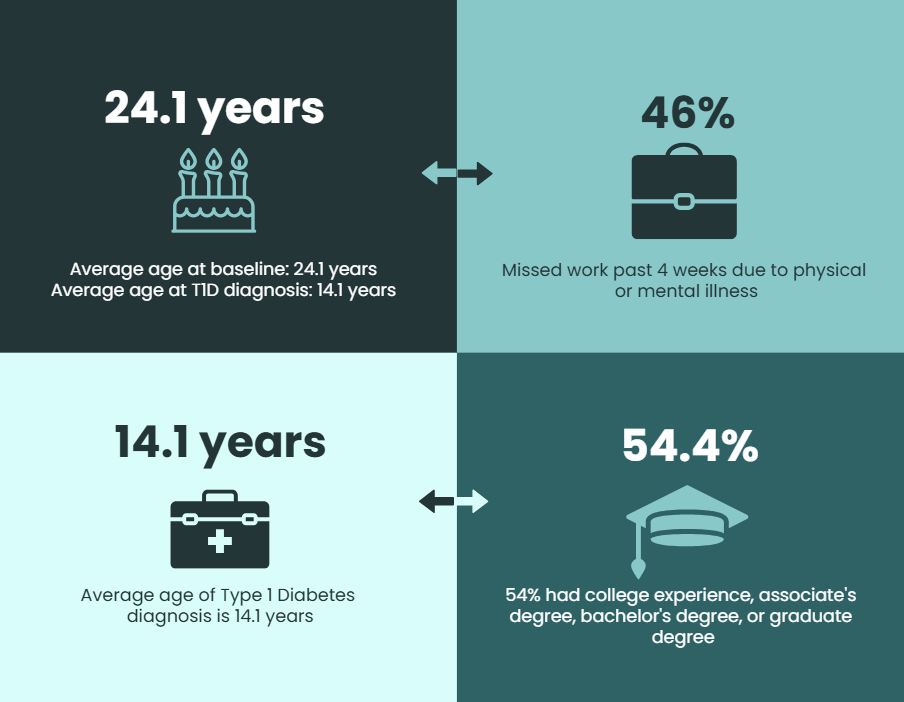 24.1 years
Average age at baseline: 24.1 years
Average age at T1D diagnosis: 14.1 years
46%
Missed work past 4 weeks due to physical
or mental illness
14.1 years
Average age of Type 1 Diabetes
diagnosis is 14.1 years
54.4%
54% had college experience, associate's
degree, bachelor's degree, or graduate
degree